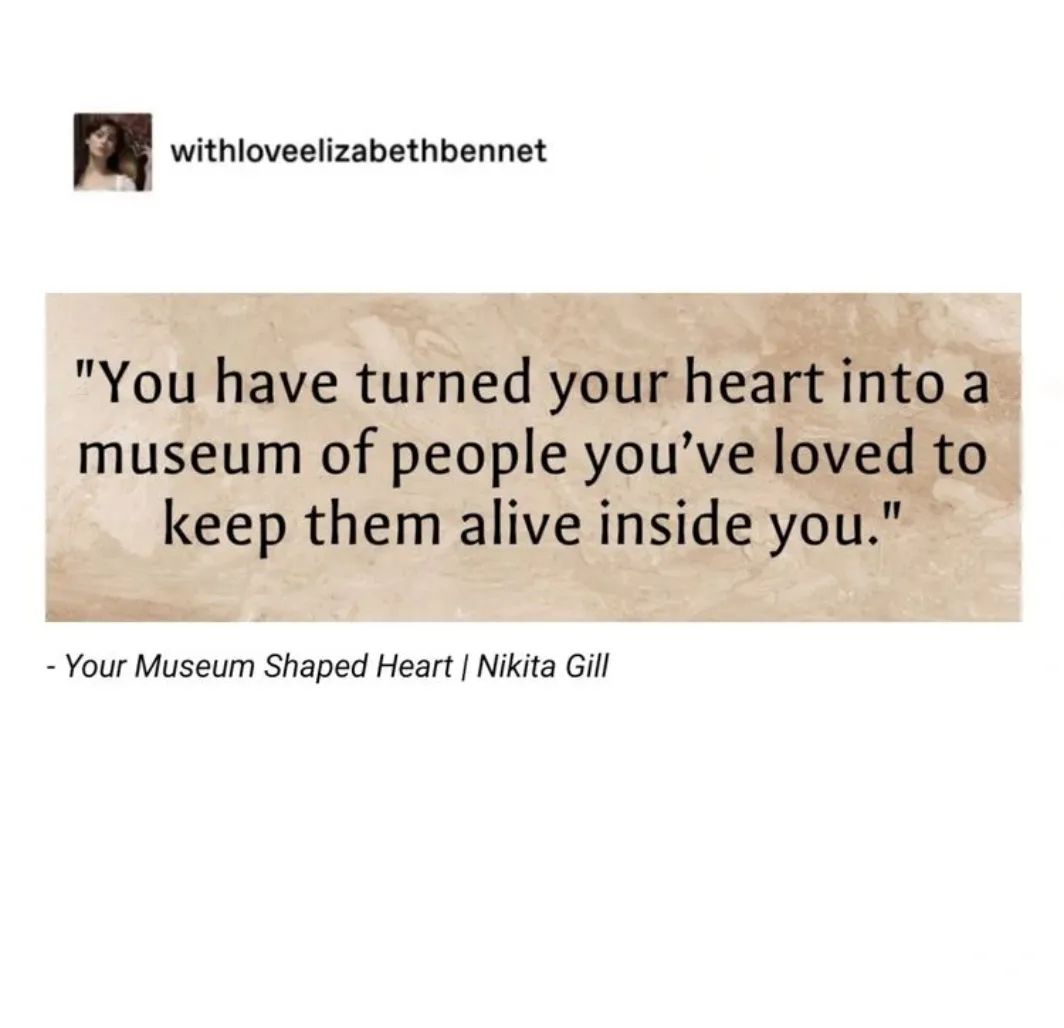 withloveelizabethbennet
"You have turned your heart into a
museum of people you’ve loved to
keep them alive inside you."
- Your Museum Shaped Heart | Nikita Gill